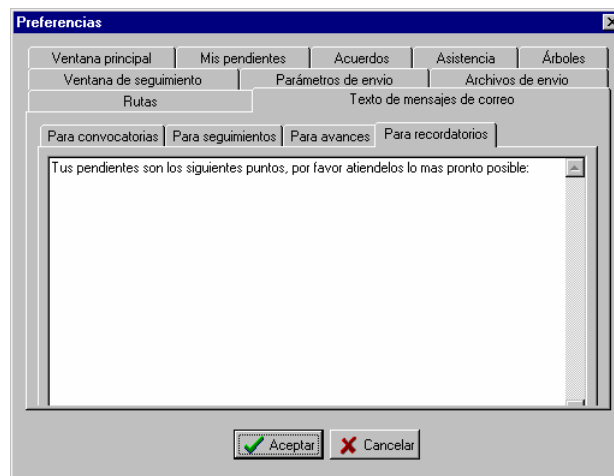 Preferencias
Ventana principal Mis pendientes Acuerdos Asistencia Árboles
Ventana de seguimiento Parámetros de envio Archivos de envio
Rutas Texto de mensajes de correo
Para convocatorias Para seguimientos Para avances Para recordatorios
Tus pendientes son los siguientes puntos, por favor atiendelos lo mas pronto posible:
Aceptar Cancelar